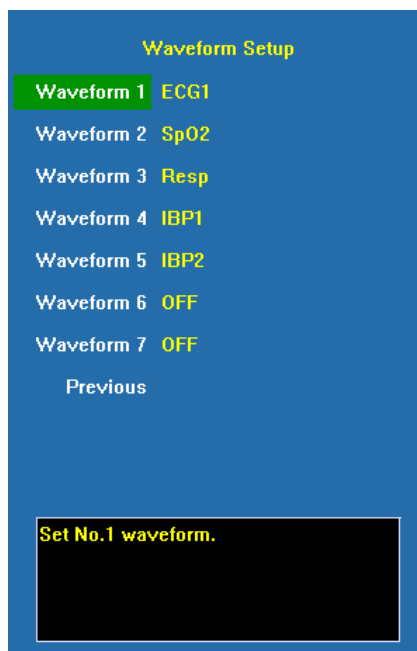 Waveform Setup
Waveform 1 ECG1
Waveform 2 SpO2
Waveform 3 Resp
Waveform 4 IBP1
Waveform 5 IBP2
Waveform 6 OFF
Waveform 7 OFF
Previous
Set No.1 waveform.